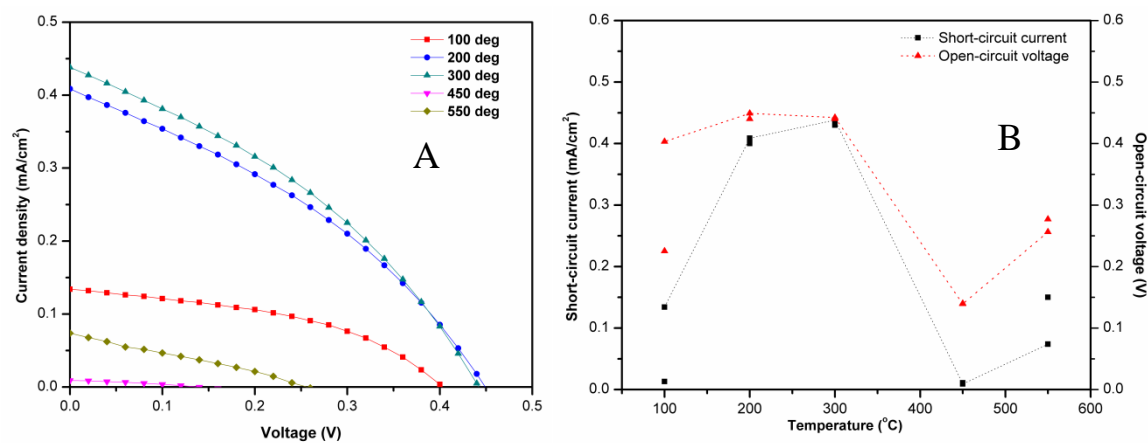 0.5
0.4
0.3
0.2
0.1
0.0
Current density (mA/cm²)
0.0 0.1 0.2 0.3 0.4 0.5
Voltage (V)
100 deg
200 deg
300 deg
450 deg
550 deg
A
0.6
0.5
0.4
0.3
0.2
0.1
0.0
Short-circuit current (mA/cm²)
100 200 300 400 500 600
Temperature (°C)
Short-circuit current
Open-circuit voltage
B
0.6
0.5
0.4
0.3
0.2
0.1
0.0
Open-circuit voltage (V)